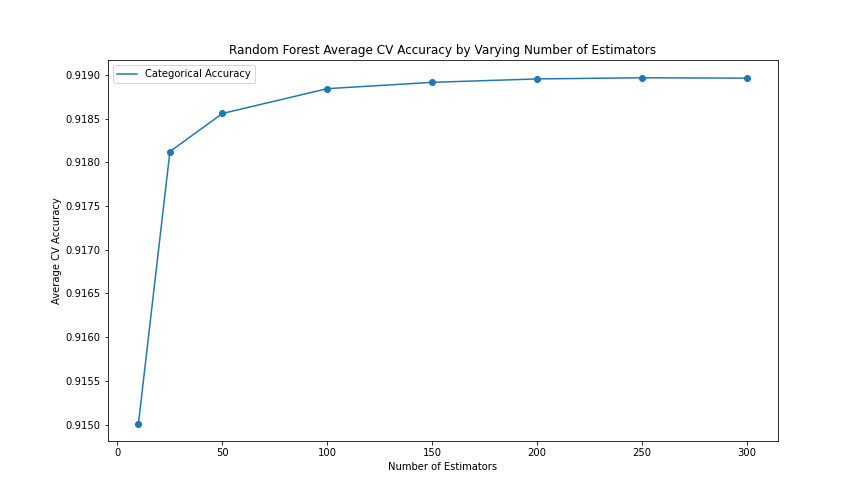 Random Forest Average CV Accuracy by Varying Number of Estimators
Categorical Accuracy
Average CV Accuracy
0.9190
0.9185
0.9180
0.9175
0.9170
0.9165
0.9160
0.9155
0.9150
0 50 100 150 200 250 300
Number of Estimators